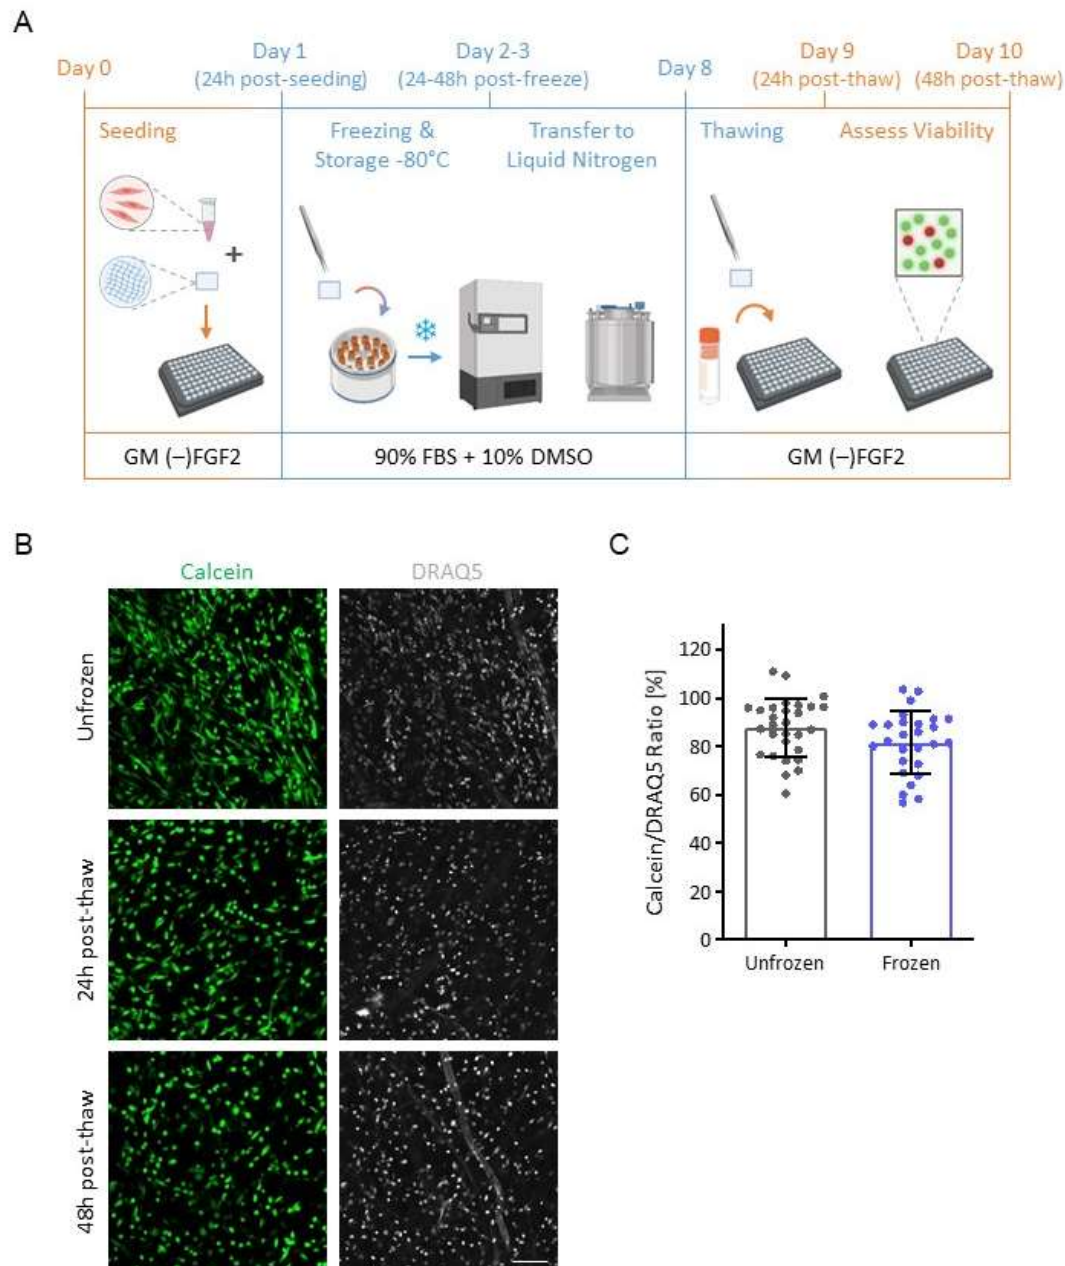 A
Day 0
Day 1
(24h post-seeding)
Day 2-3
(24-48h post-freeze)
Day 8
Day 9
(24h post-thaw)
Day 10
(48h post-thaw)
Seeding
Freezing &
Storage -80°C
Transfer to
Liquid Nitrogen
Thawing
Assess Viability
+
GM (–)FGF2
90% FBS + 10% DMSO
GM (–)FGF2
B
Calcein
DRAQ5
Unfrozen
24h post-thaw
48h post-thaw
C
Calcein/DRAQ5 Ratio [%]
120
100
80
60
40
20
0
Unfrozen
Frozen